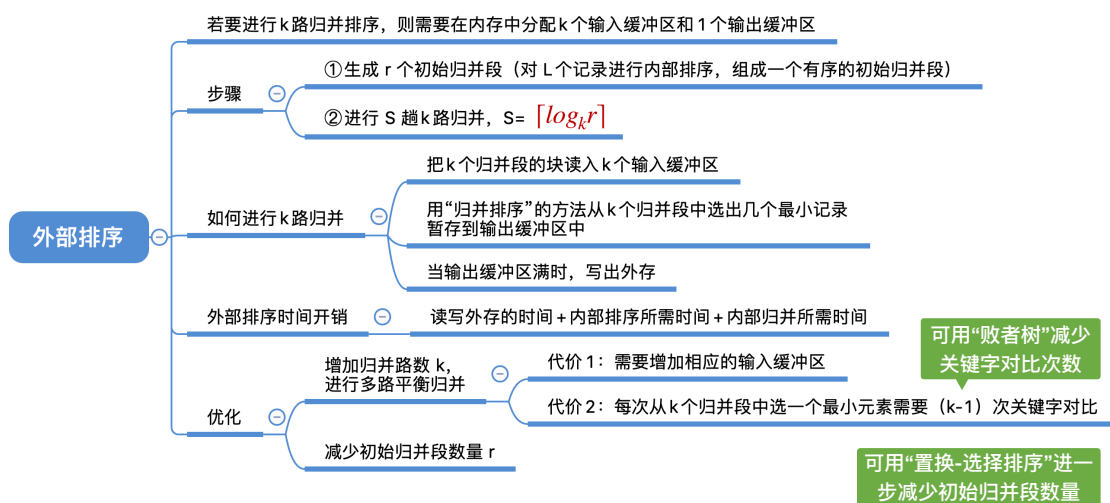 外部排序
若要进行k路归并排序，则需要在内存中分配k个输入缓冲区和1个输出缓冲区
步骤
①生成 r 个初始归并段（对 L个记录进行内部排序，组成一个有序的初始归并段）
②进行 S 趟k路归并，S= ⌈log_k r⌉
如何进行k路归并
把k个归并段的块读入k个输入缓冲区
用“归并排序”的方法从k个归并段中选出几个最小记录
暂存到输出缓冲区中
当输出缓冲区满时，写出外存
外部排序时间开销
读写外存的时间+内部排序所需时间+内部归并所需时间
优化
增加归并路数 k，
进行多路平衡归并
代价1：需要增加相应的输入缓冲区
代价2：每次从k个归并段中选一个最小元素需要（k-1）次关键字对比
可用“败者树”减少
关键字对比次数
减少初始归并段数量 r
可用“置换-选择排序”进一
步减少初始归并段数量